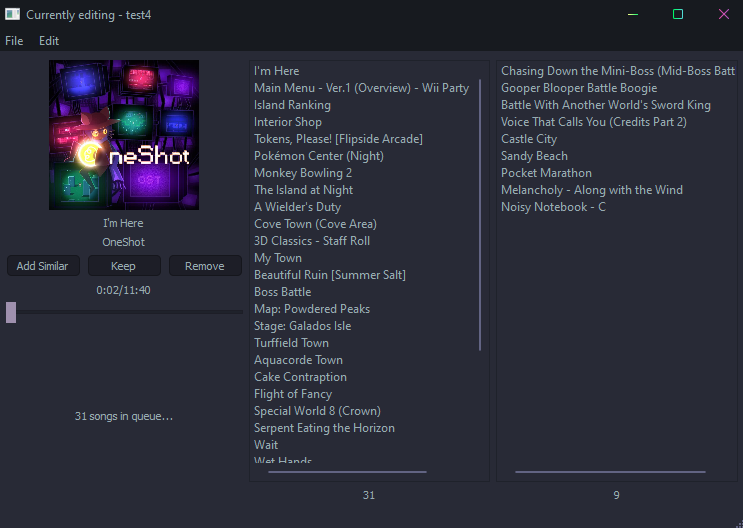 Currently editing - test4
File Edit
OneShot
OST
I'm Here
OneShot
Add Similar Keep Remove
0:02/11:40
31 songs in queue...
I'm Here
Main Menu - Ver.1 (Overview) - Wii Party
Island Ranking
Interior Shop
Tokens, Please! [Flipside Arcade]
Pokémon Center (Night)
Monkey Bowling 2
The Island at Night
A Wielder's Duty
Cove Town (Cove Area)
3D Classics - Staff Roll
My Town
Beautiful Ruin [Summer Salt]
Boss Battle
Map: Powdered Peaks
Stage: Galados Isle
Turffield Town
Aquacorde Town
Cake Contraption
Flight of Fancy
Special World 8 (Crown)
Serpent Eating the Horizon
Wait
Wet Hands
31
Chasing Down the Mini-Boss (Mid-Boss Batt
Gooper Blooper Battle Boogie
Battle With Another World's Sword King
Voice That Calls You (Credits Part 2)
Castle City
Sandy Beach
Pocket Marathon
Melancholy - Along with the Wind
Noisy Notebook - C
9